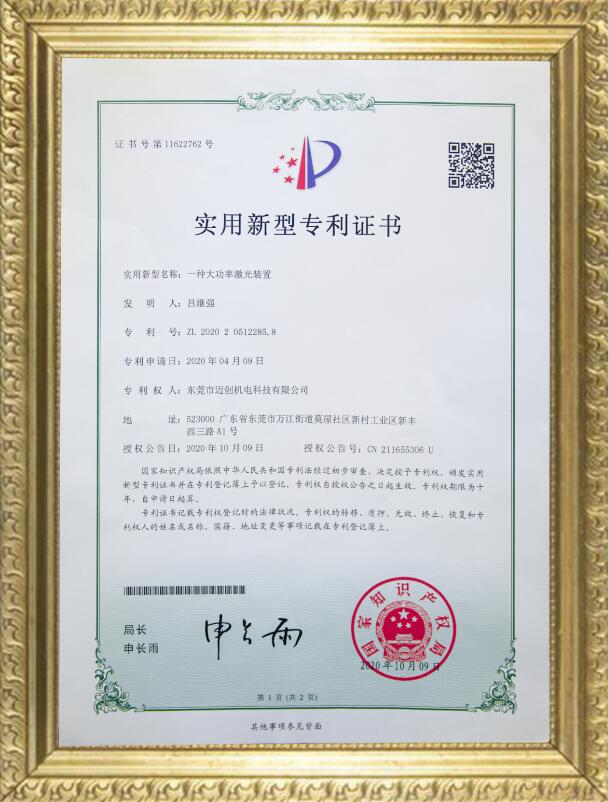 证书号第11622762号
实用新型专利证书
实用新型名称：一种大功率激光装置
发明人：吕继强
专利号：ZL 2020 2 0512285.8
专利申请日：2020年04月09日
专利权人：东莞市迈创机电科技有限公司
地址：523000 广东省东莞市万江街道莫屋社区新村工业区新丰
西三路A1号
授权公告日：2020年10月09日 授权公告号：CN 211655306 U
国家知识产权局依照中华人民共和国专利法经过初步审查，决定授予专利权，颁发实用
新型专利证书并在专利登记簿上予以登记。专利权自授权公告之日起生效。专利权期限为十
年，自申请日起算。
专利证书记载专利权登记时的法律状况。专利权的转移、质押、无效、终止、恢复和专
利权人的姓名或名称、国籍、地址变更等事项记载在专利登记簿上。
局长
申长雨
申长雨
国家知识产权局
2020年10月09日
第1页（共2页）
其他事项参见背面